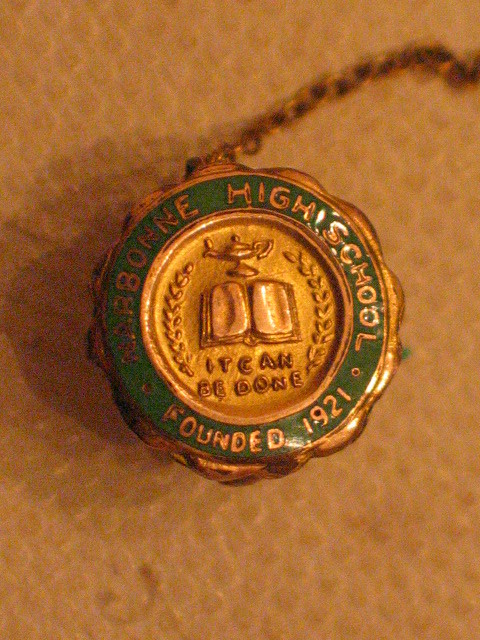 NARBONNE HIGH SCHOOL
IT CAN
BE DONE
• FOUNDED 1921 •